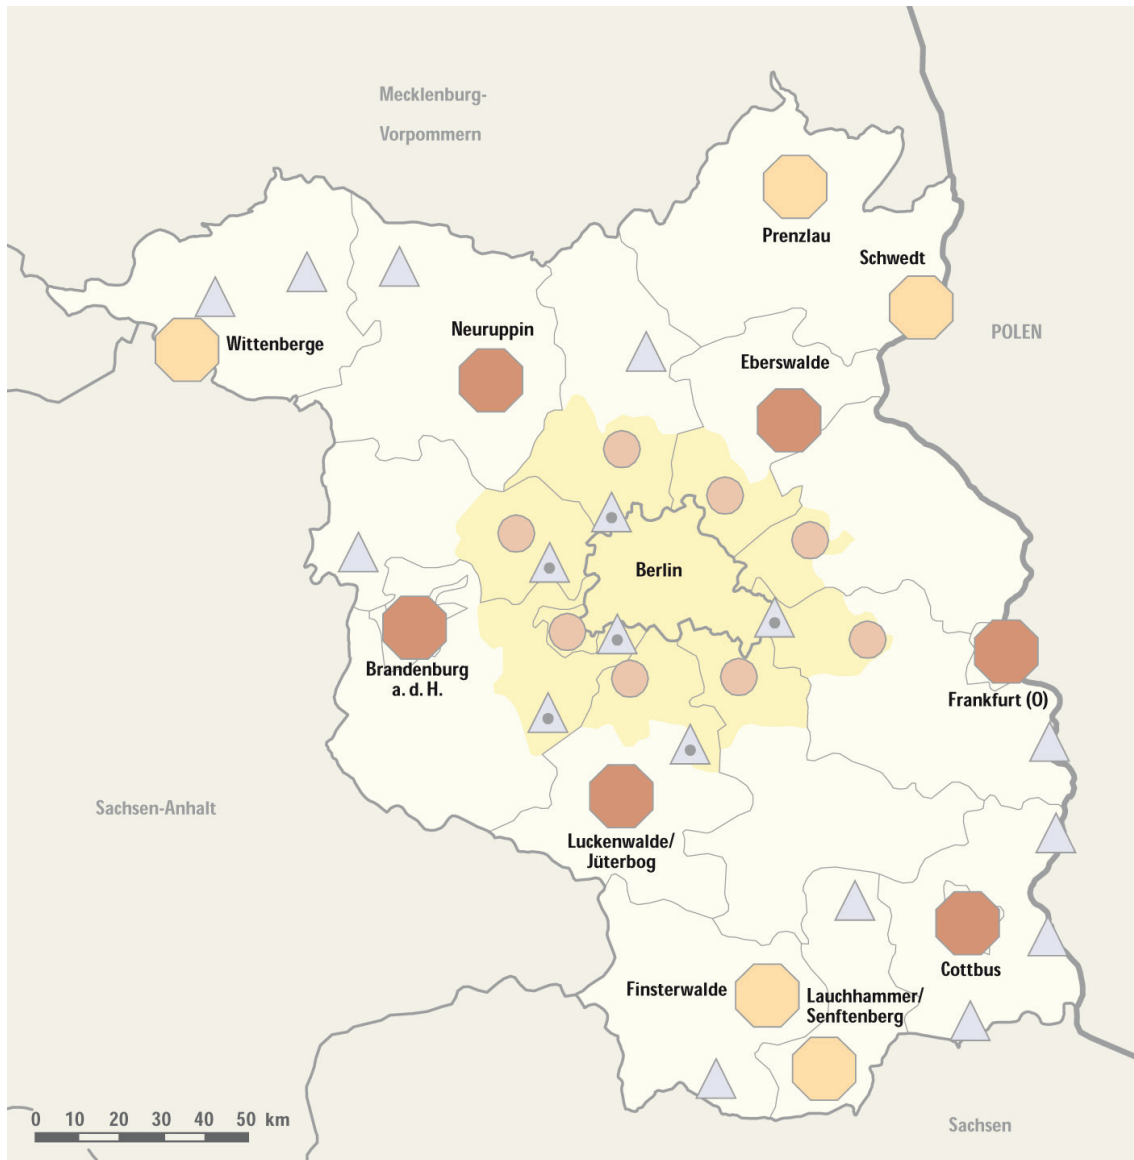 Mecklenburg-
Vorpommern
Prenzlau
Schwedt
Neuruppin
POLEN
Wittenberge
Eberswalde
Berlin
Brandenburg
a. d. H.
Frankfurt (O)
Sachsen-Anhalt
Luckenwalde/
Jüterbog
Cottbus
Finsterwalde
Lauchhammer/
Senftenberg
0 10 20 30 40 50 km
Sachsen